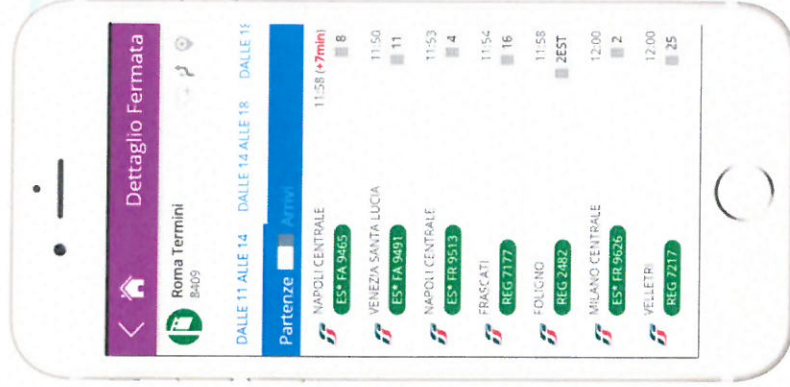 Dettaglio Fermata
Roma Termini
8409
DALLE 11 ALLE 14 DALLE 14 ALLE 18 DALLE 18
Partenze Arrivi
NAPOLI CENTRALE 11:58 (+7min)
ES* FA 9465 8
VENEZIA SANTA LUCIA 11:50
ES* FA 9491 11
NAPOLI CENTRALE 11:53
ES* FR 9513 4
FRASCATI 11:54
REG 7177 16
FOLIGNO 11:58
REG 2482 2EST
MILANO CENTRALE 12:00
ES* FR 9626 2
VELLETRI 12:00
REG 7217 25